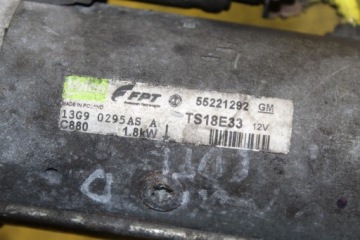 FPT 55221292 GM
MADE IN POLAND
13G9 0295AS A TS18E33 12V
C880 1.8kW